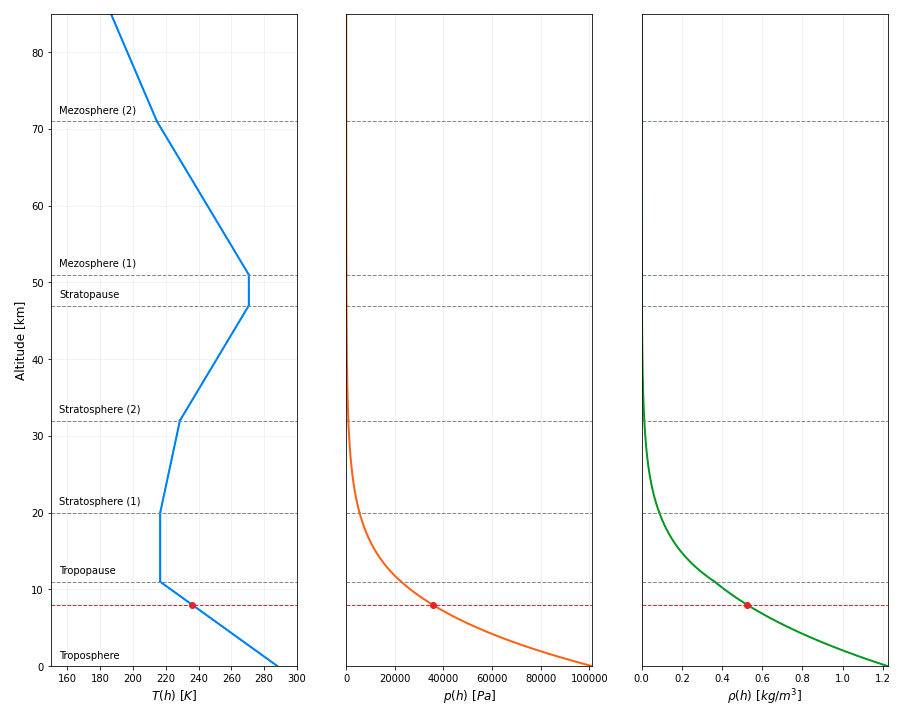 80
70
60
50
40
30
20
10
0
Altitude [km]
Mezosphere (2)
Mezosphere (1)
Stratopause
Stratosphere (2)
Stratosphere (1)
Tropopause
Troposphere
160 180 200 220 240 260 280 300
T(h) [K]
0 20000 40000 60000 80000 100000
p(h) [Pa]
0.0 0.2 0.4 0.6 0.8 1.0 1.2
ρ(h) [kg/m³]